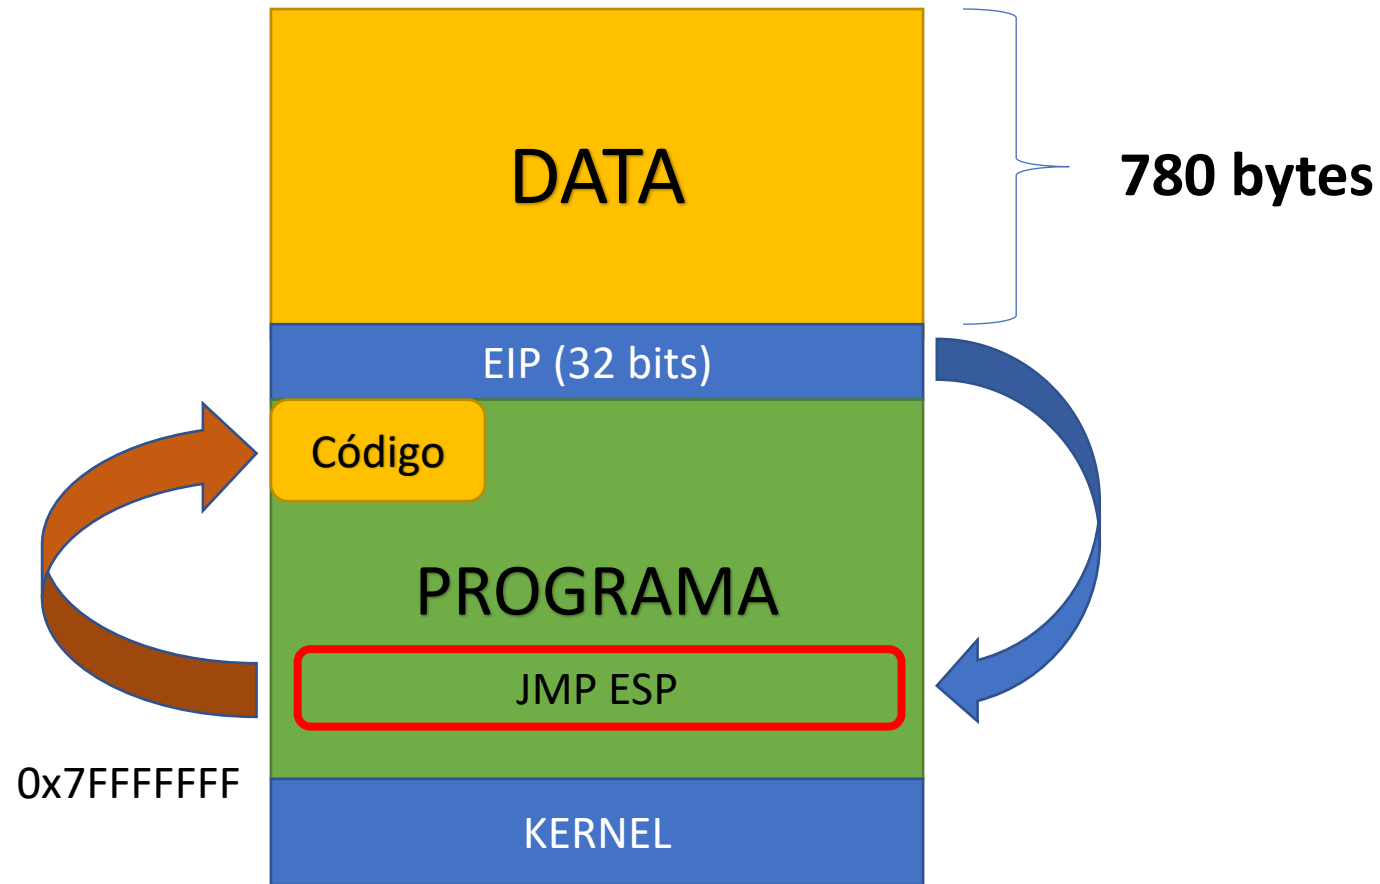 DATA
780 bytes
EIP (32 bits)
Código
PROGRAMA
JMP ESP
0x7FFFFFFF
KERNEL